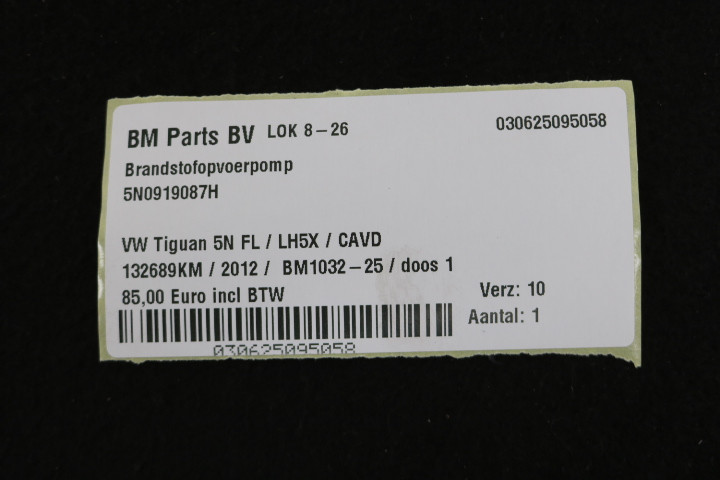 BM Parts BV LOK 8-26 030625095058
Brandstofopvoerpomp
5N0919087H
VW Tiguan 5N FL / LH5X / CAVD
132689KM / 2012 / BM1032-25 / doos 1
85,00 Euro incl BTW Verz: 10
Aantal: 1
030625095058